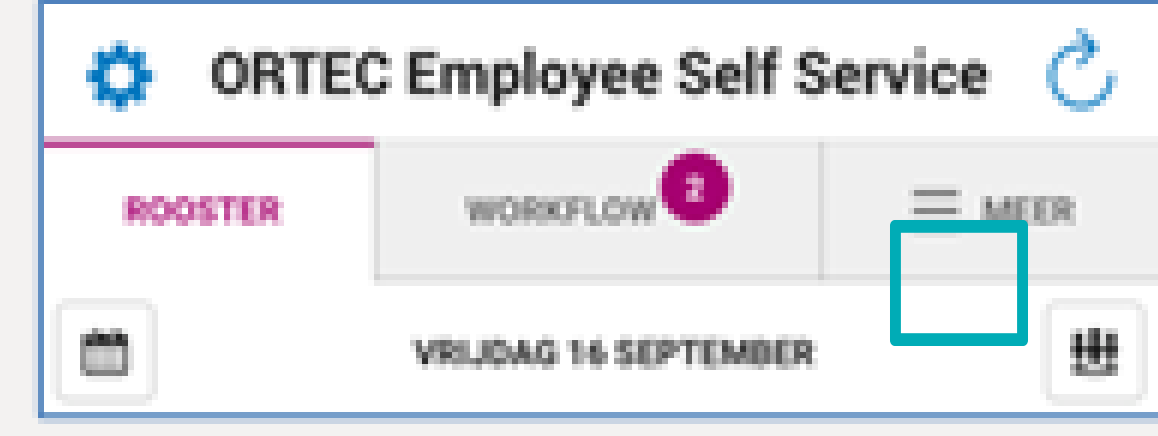 ORTEC Employee Self Service
ROOSTER WORKFLOW 2 MEER
VRIJDAG 16 SEPTEMBER